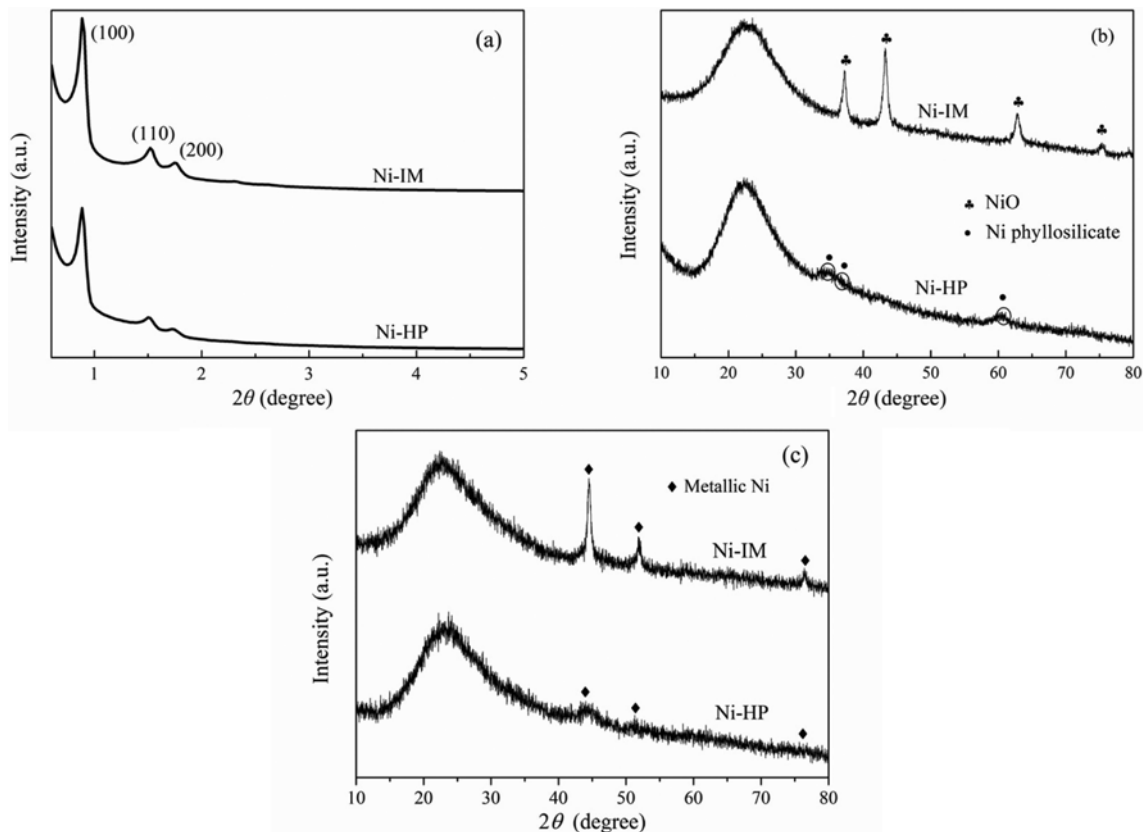 (a)
(100)
(110)
(200)
Ni-IM
Ni-HP
Intensity (a.u.)
1 2 3 4 5
2θ (degree)
(b)
♣ ♣ ♣ ♣
Ni-IM
♣ NiO
• Ni phyllosilicate
• • •
Ni-HP
Intensity (a.u.)
10 20 30 40 50 60 70 80
2θ (degree)
(c)
♦ Metallic Ni
♦ ♦ ♦
Ni-IM
Ni-HP
♦ ♦ ♦
Intensity (a.u.)
10 20 30 40 50 60 70 80
2θ (degree)